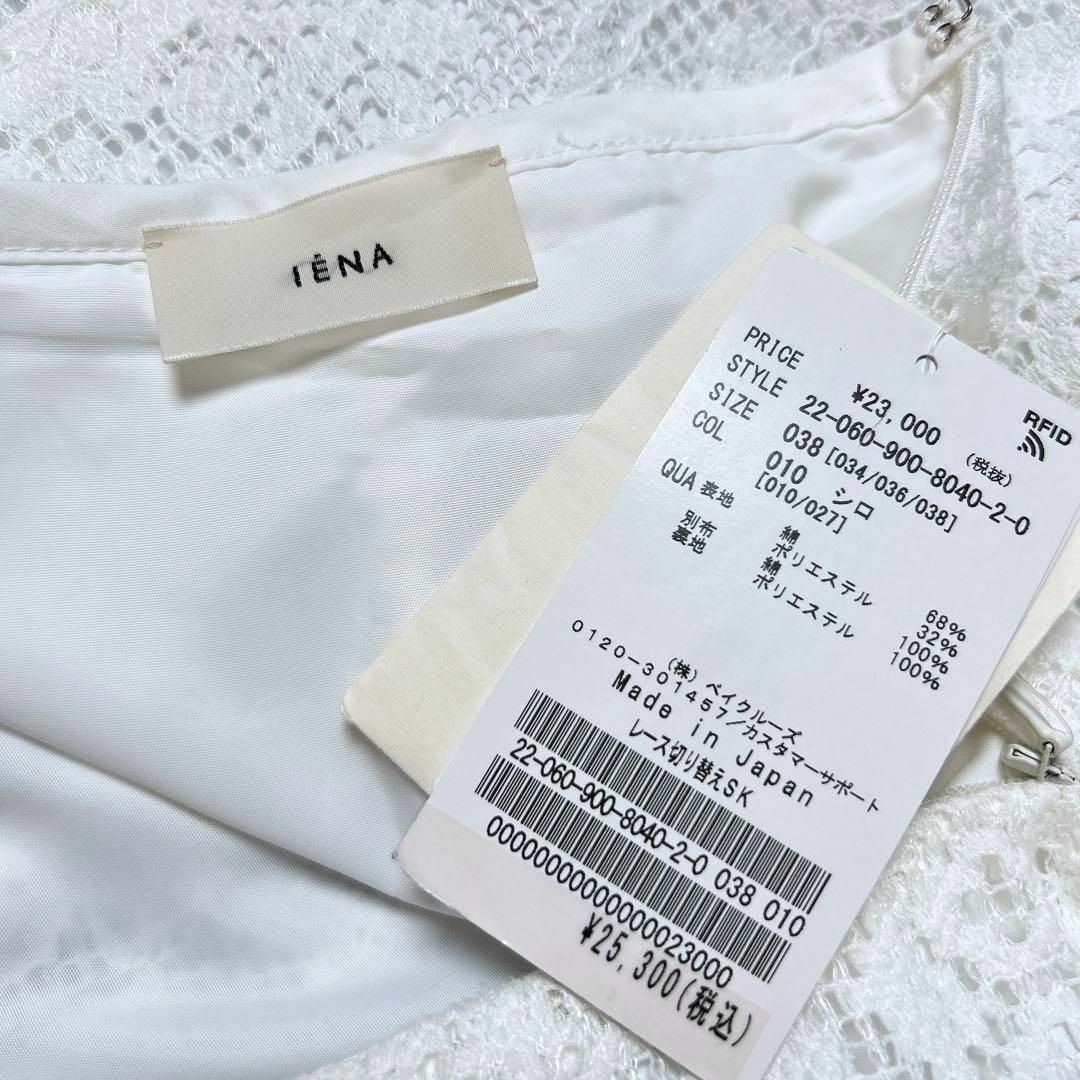 IÉNA
RFID
PRICE ¥23,000 (税抜)
STYLE 22-060-900-8040-2-0
SIZE 038 [034/036/038]
COL 010 シロ
[010/027]
QUA 表地 綿 68%
ポリエステル 32%
別布 綿 100%
裏地 ポリエステル 100%
(株) ベイクルーズ
0120-301457/カスタマーサポート
Made in Japan
レース切り替えSK
22-060-900-8040-2-0 038 010
0000000000000023000
¥25,300(税込)